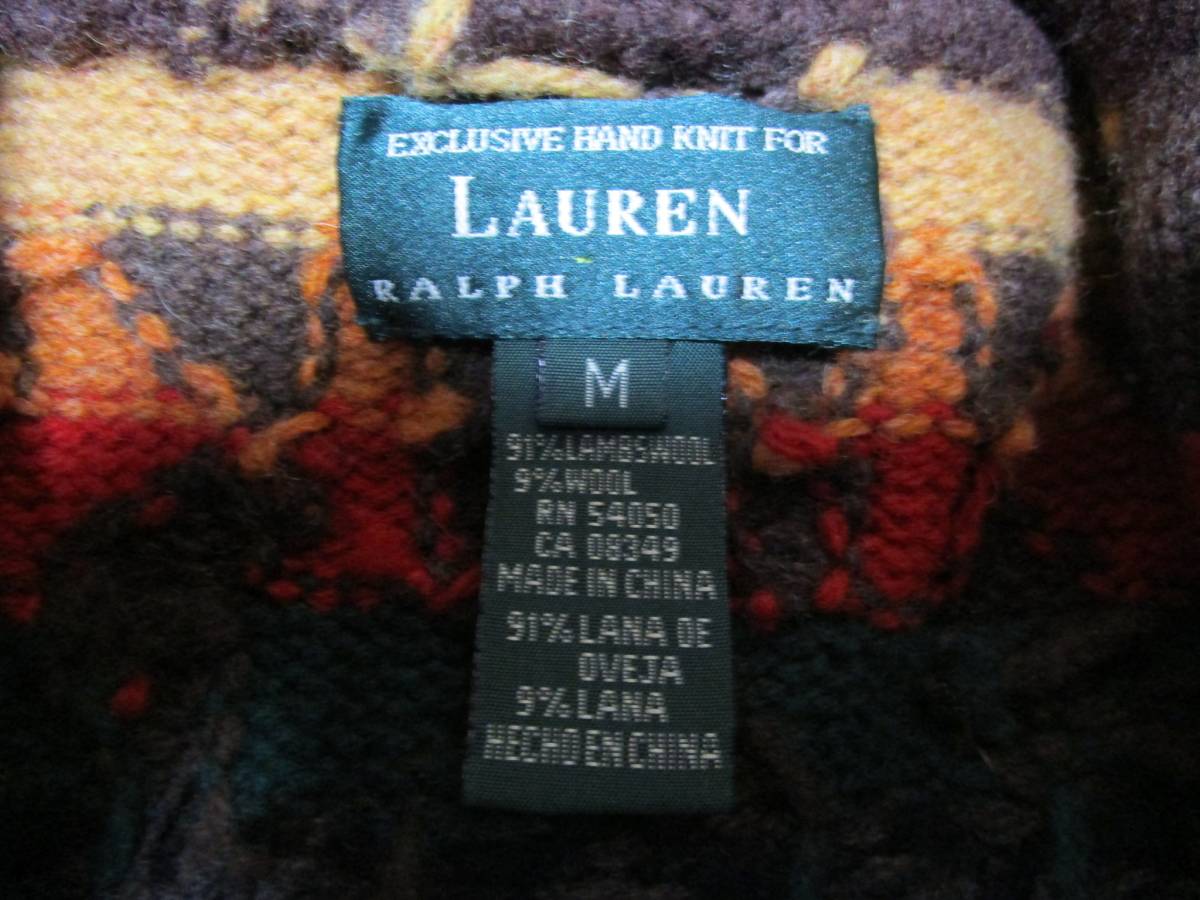 EXCLUSIVE HAND KNIT FOR
LAUREN
RALPH LAUREN
M
91% LAMBSWOOL
9% WOOL
RN 54050
CA 08349
MADE IN CHINA
91% LANA DE
OVEJA
9% LANA
HECHO EN CHINA